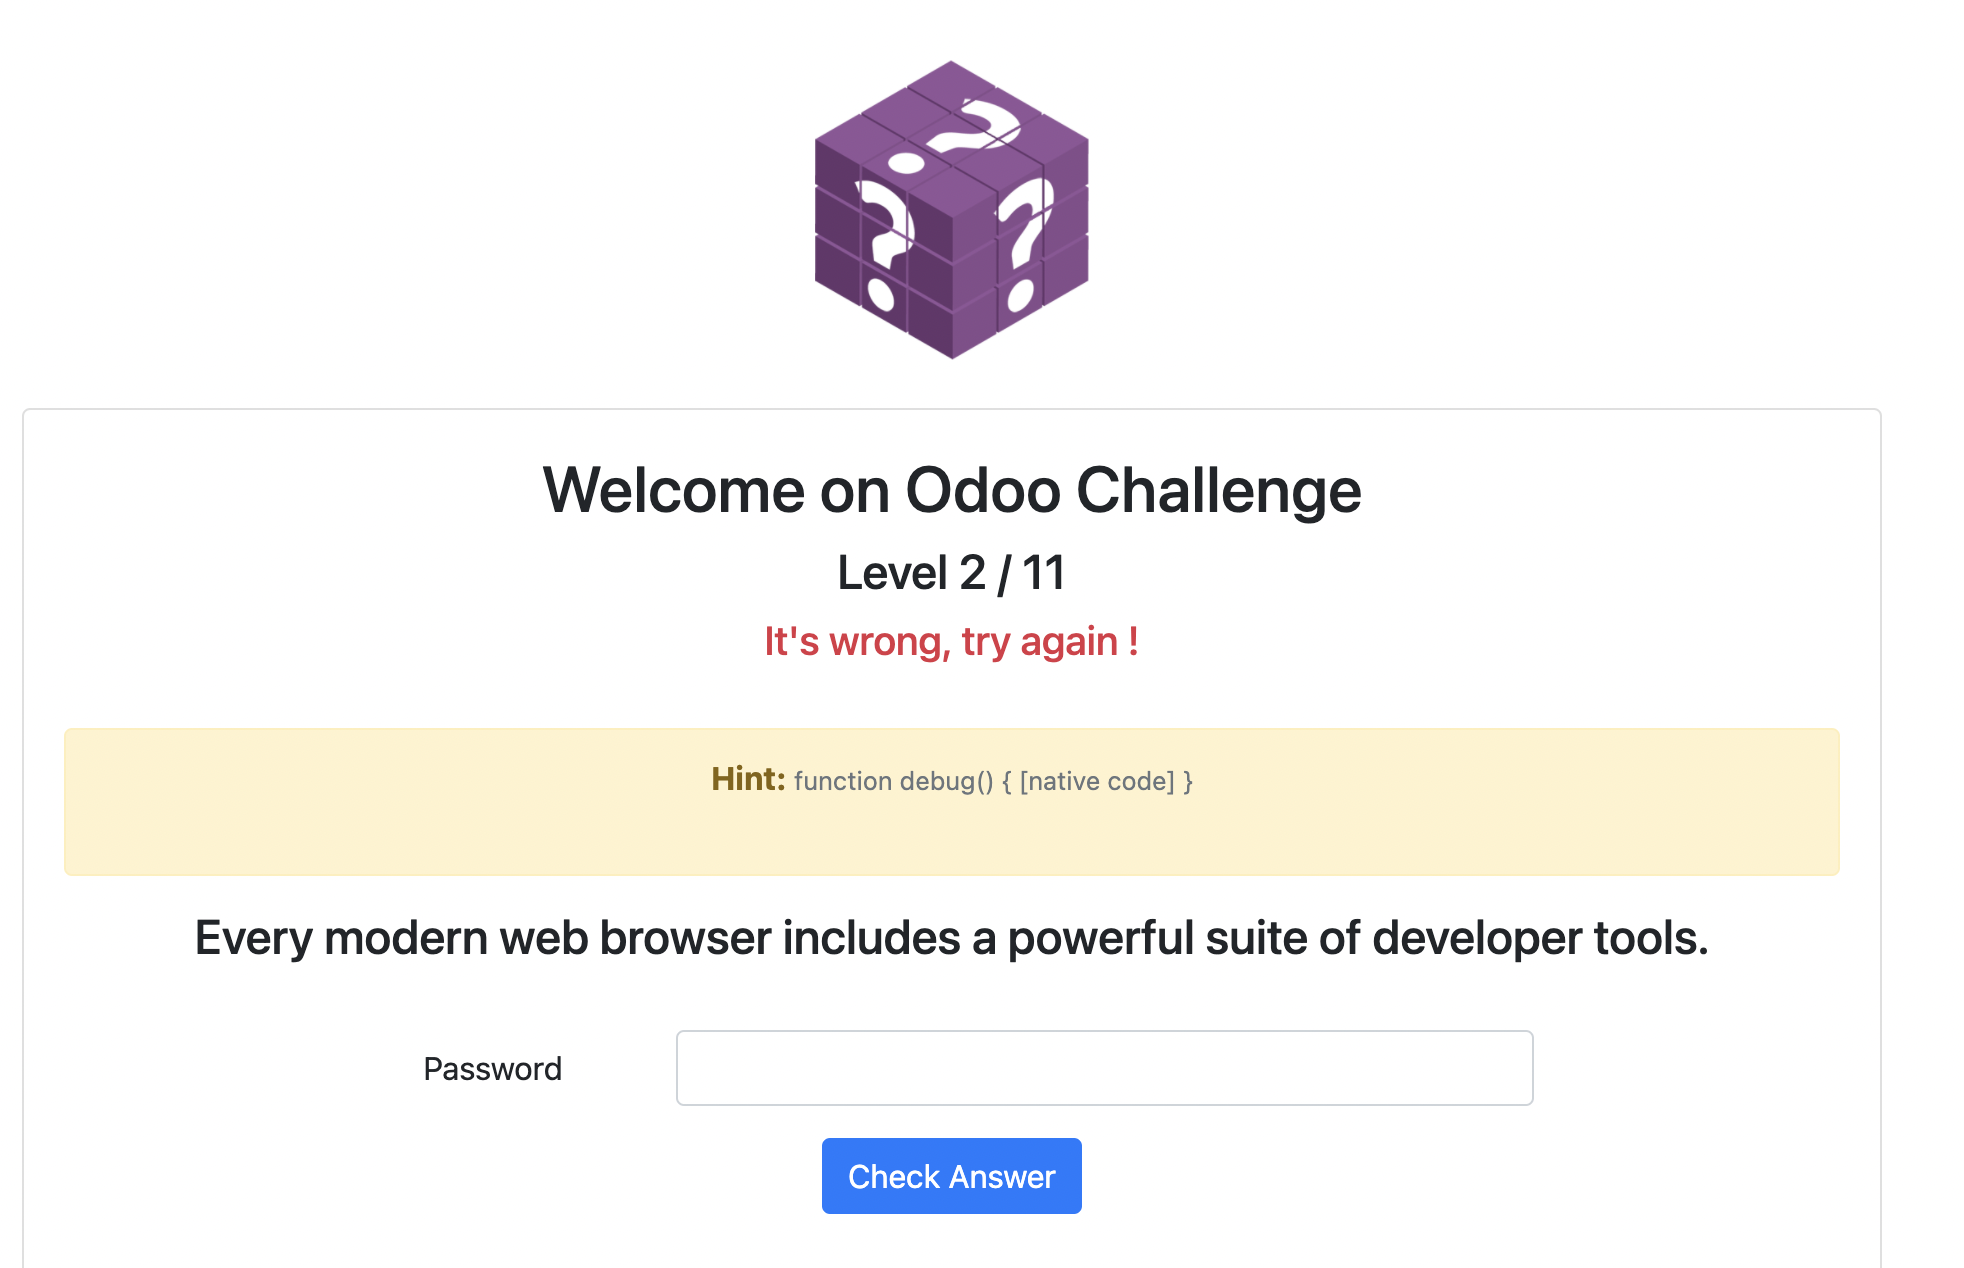 Welcome on Odoo Challenge
Level 2 / 11
It's wrong, try again !
Hint: function debug() { [native code] }
Every modern web browser includes a powerful suite of developer tools.
Password
Check Answer